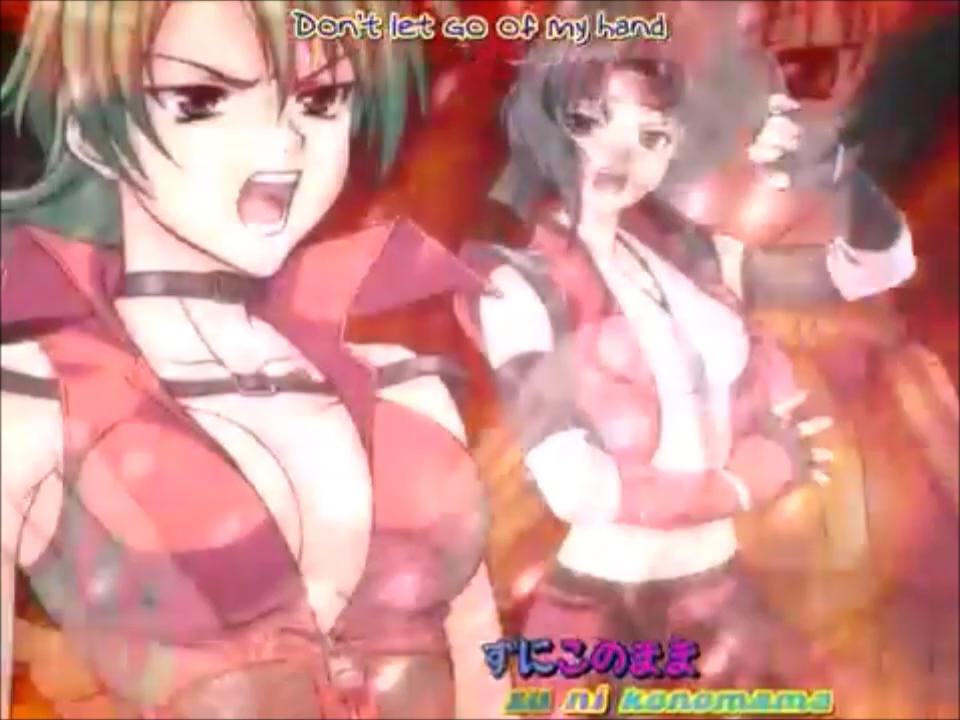 Don't let go of my hand
ずにこのまま
zu ni konomama